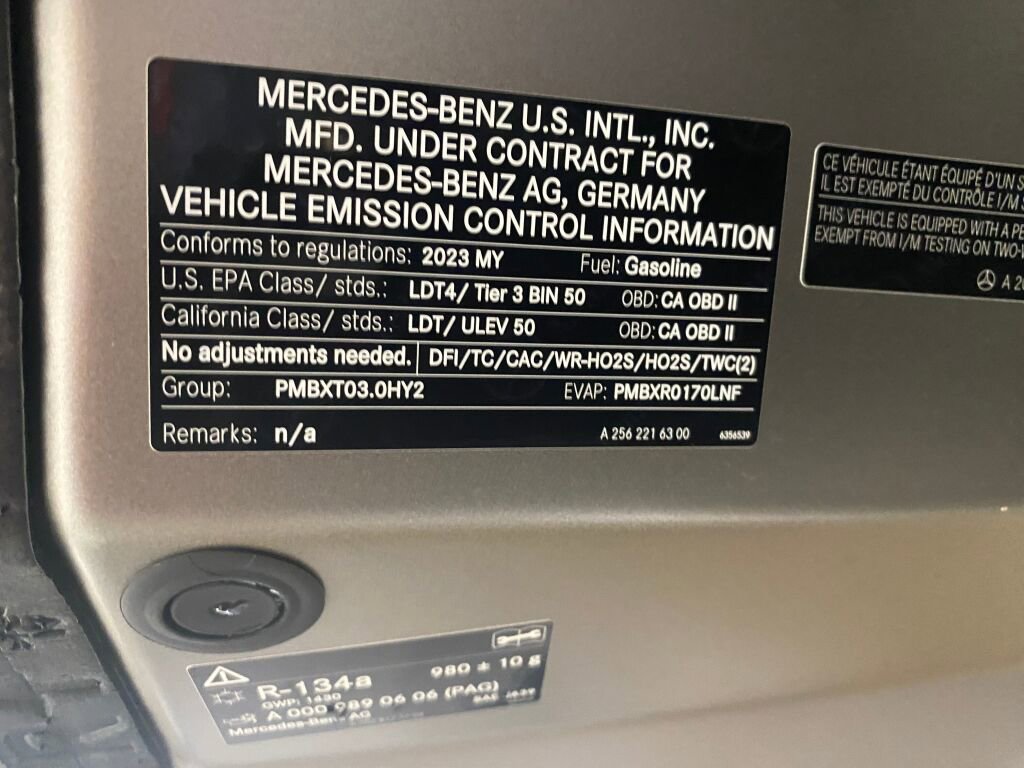 MERCEDES-BENZ U.S. INTL., INC.
MFD. UNDER CONTRACT FOR
MERCEDES-BENZ AG, GERMANY
VEHICLE EMISSION CONTROL INFORMATION
Conforms to regulations: 2023 MY Fuel: Gasoline
U.S. EPA Class/ stds.: LDT4/ Tier 3 BIN 50 OBD: CA OBD II
California Class/ stds.: LDT/ ULEV 50 OBD: CA OBD II
No adjustments needed. DFI/TC/CAC/WR-HO2S/HO2S/TWC(2)
Group: PMBXT03.0HY2 EVAP: PMBXR0170LNF
Remarks: n/a A 256 221 63 00 6356539
CE VÉHICULE ÉTANT ÉQUIPÉ D'UN S
IL EST EXEMPTÉ DU CONTRÔLE I/M
THIS VEHICLE IS EQUIPPED WITH A PE
EXEMPT FROM I/M TESTING ON TWO-
A 2
R-134a 980 ± 10 g
GWP: 1430
A 000 989 06 06 (PAG)
SAE J639
Mercedes-Benz AG